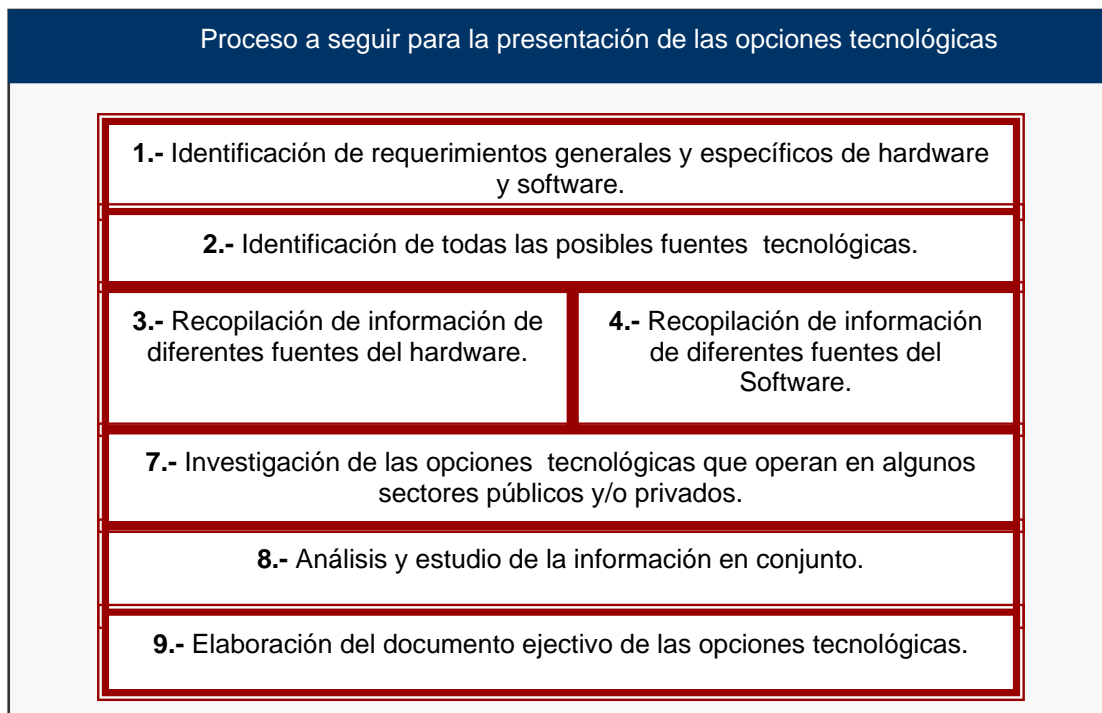 Proceso a seguir para la presentación de las opciones tecnológicas
1.- Identificación de requerimientos generales y específicos de hardware
y software.
2.- Identificación de todas las posibles fuentes  tecnológicas.
3.- Recopilación de información de
diferentes fuentes del hardware.
4.- Recopilación de información
de diferentes fuentes del
Software.
7.- Investigación de las opciones  tecnológicas que operan en algunos
sectores públicos y/o privados.
8.- Análisis y estudio de la información en conjunto.
9.- Elaboración del documento ejectivo de las opciones tecnológicas.